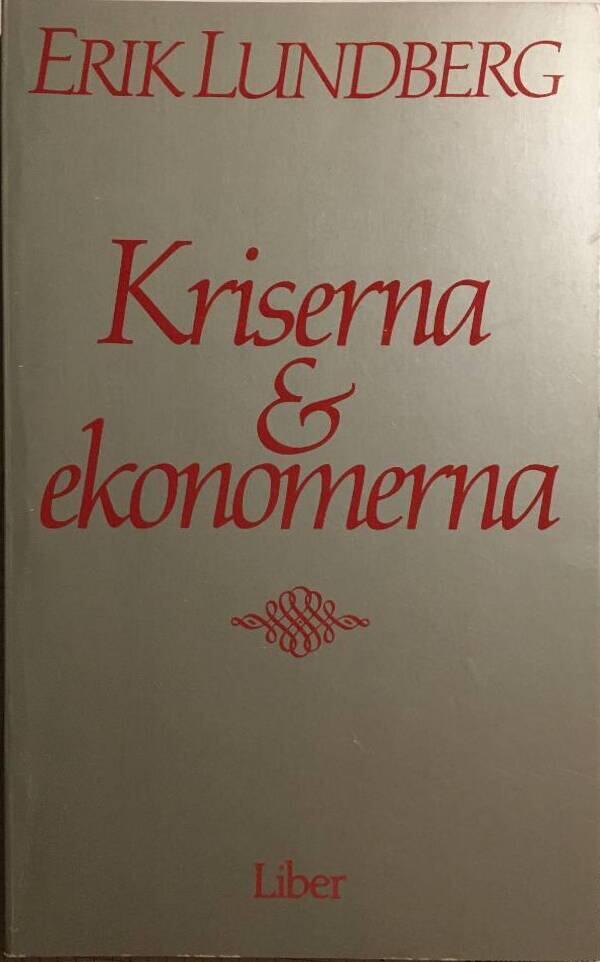 ERIK LUNDBERG
Kriserna
&
ekonomerna
Liber